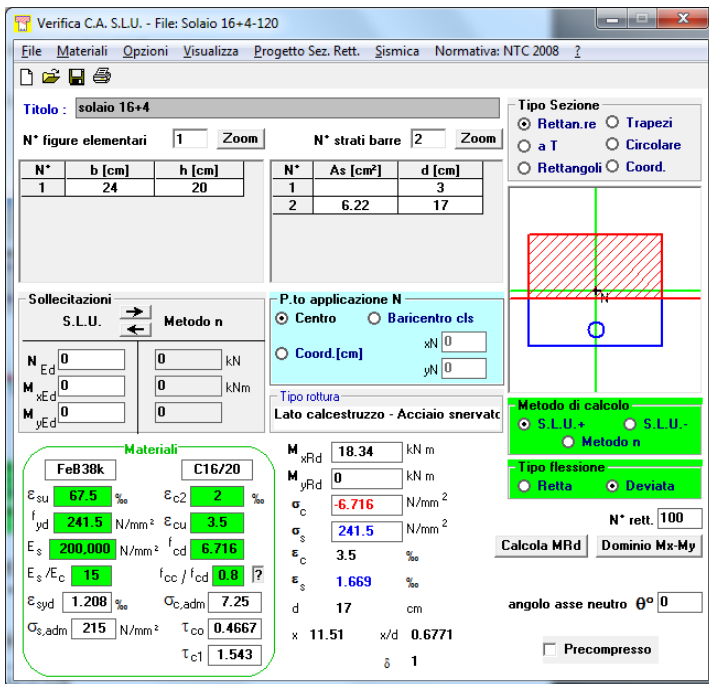 Verifica C.A. S.L.U. - File: Solaio 16+4-120
File Materiali Opzioni Visualizza Progetto Sez. Rett. Sismica Normativa: NTC 2008 ?
Titolo : solaio 16+4
N° figure elementari 1 Zoom
N° strati barre 2 Zoom
N° b [cm] h [cm]
1 24 20
N° As [cm²] d [cm]
1 3
2 6.22 17
Tipo Sezione
Rettan.re Trapezi
a T Circolare
Rettangoli Coord.
N
Sollecitazioni
S.L.U. Metodo n
N Ed 0 0 kN
M xEd 0 0 kNm
M yEd 0 0
P.to applicazione N
Centro Baricentro cls
Coord.[cm] xN 0
yN 0
Tipo rottura
Lato calcestruzzo - Acciaio snervato
Metodo di calcolo
S.L.U.+ S.L.U.-
Metodo n
Tipo flessione
Retta Deviata
N° rett. 100
Calcola MRd Dominio Mx-My
angolo asse neutro θ° 0
Precompresso
Materiali
FeB38k C16/20
εsu 67.5 ‰ εc2 2 ‰
fyd 241.5 N/mm² εcu 3.5
Es 200,000 N/mm² fcd 6.716
Es /Ec 15 fcc / fcd 0.8 ?
εsyd 1.208 ‰ σc,adm 7.25
σs,adm 215 N/mm² τco 0.4667
τc1 1.543
M xRd 18.34 kN m
M yRd 0 kN m
σc -6.716 N/mm²
σs 241.5 N/mm²
εc 3.5 ‰
εs 1.669 ‰
d 17 cm
x 11.51 x/d 0.6771
δ 1